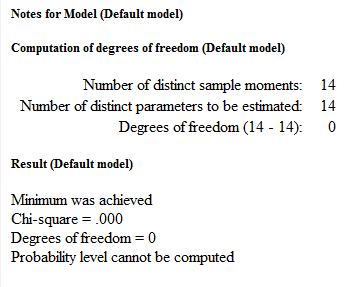 Notes for Model (Default model)
Computation of degrees of freedom (Default model)
Number of distinct sample moments: 14
Number of distinct parameters to be estimated: 14
Degrees of freedom (14 - 14): 0
Result (Default model)
Minimum was achieved
Chi-square = .000
Degrees of freedom = 0
Probability level cannot be computed